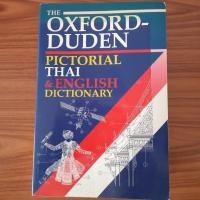 THE
OXFORD-
DUDEN
PICTORIAL
THAI
& ENGLISH
DICTIONARY